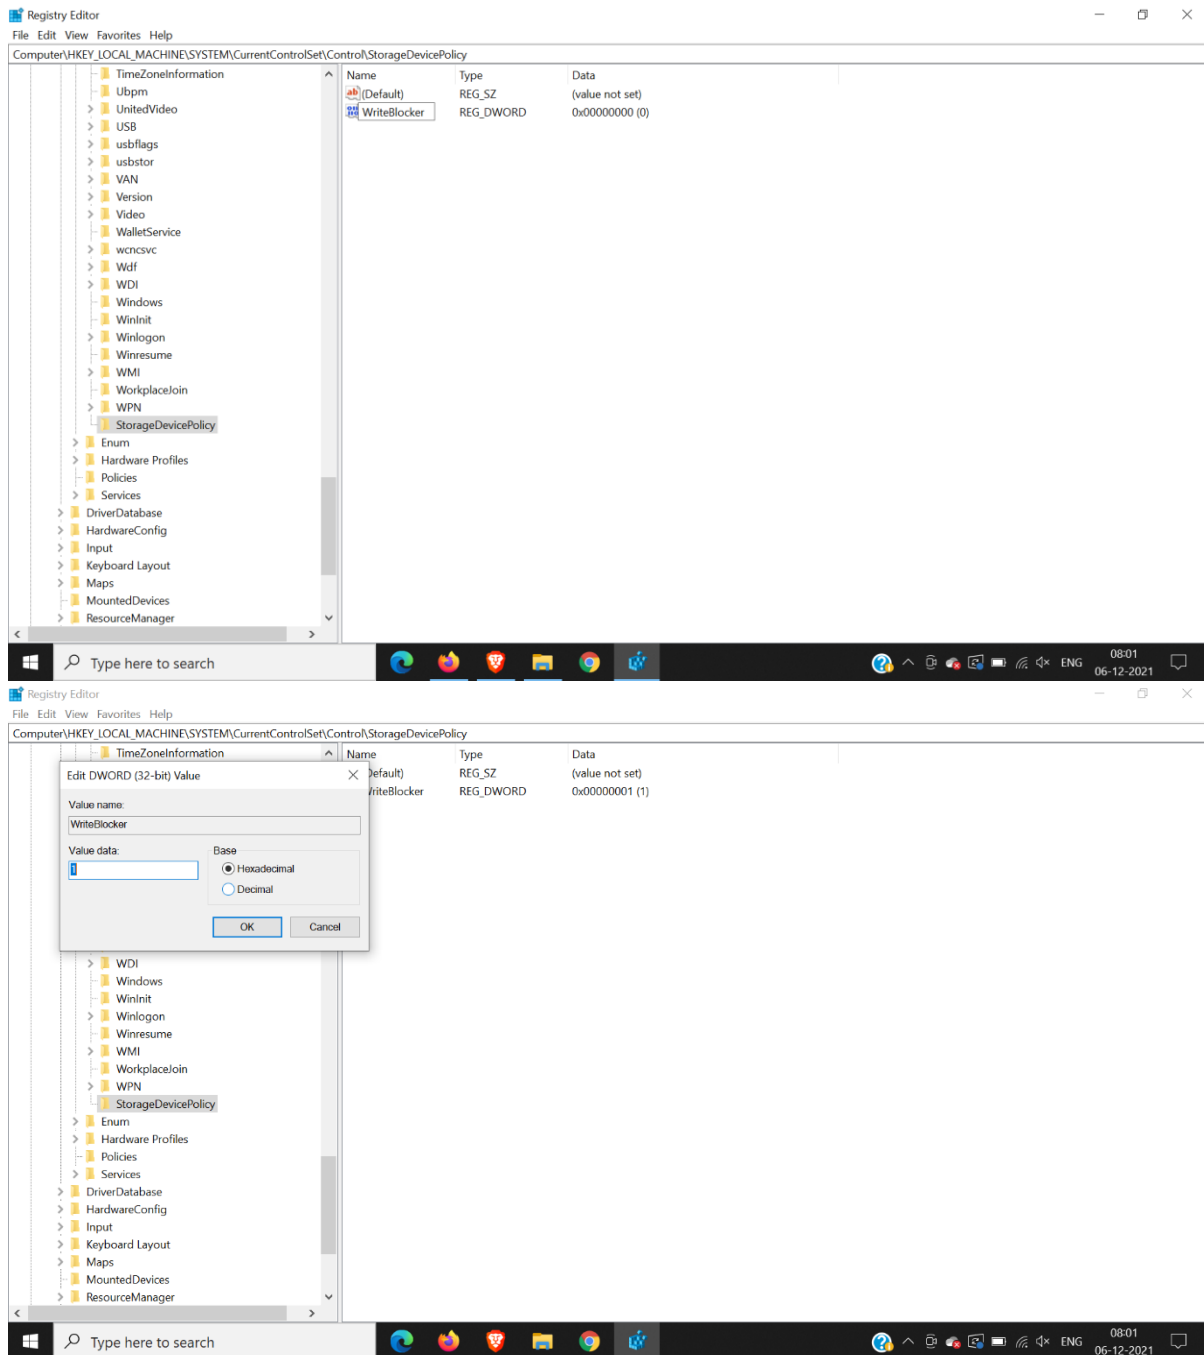 Registry Editor
File Edit View Favorites Help
Computer\HKEY_LOCAL_MACHINE\SYSTEM\CurrentControlSet\Control\StorageDevicePolicy
TimeZoneInformation
Ubpm
UnitedVideo
USB
usbflags
usbstor
VAN
Version
Video
WalletService
wcncsvc
Wdf
WDI
Windows
WinInit
Winlogon
Winresume
WMI
WorkplaceJoin
WPN
StorageDevicePolicy
Enum
Hardware Profiles
Policies
Services
DriverDatabase
HardwareConfig
Input
Keyboard Layout
Maps
MountedDevices
ResourceManager
Name Type Data
ab (Default) REG_SZ (value not set)
WriteBlocker REG_DWORD 0x00000000 (0)
Type here to search
ENG
08:01
06-12-2021
Registry Editor
File Edit View Favorites Help
Computer\HKEY_LOCAL_MACHINE\SYSTEM\CurrentControlSet\Control\StorageDevicePolicy
TimeZoneInformation
Name Type Data
Default) REG_SZ (value not set)
WriteBlocker REG_DWORD 0x00000001 (1)
Edit DWORD (32-bit) Value
Value name:
WriteBlocker
Value data:
1
Base
Hexadecimal
Decimal
OK Cancel
WDI
Windows
WinInit
Winlogon
Winresume
WMI
WorkplaceJoin
WPN
StorageDevicePolicy
Enum
Hardware Profiles
Policies
Services
DriverDatabase
HardwareConfig
Input
Keyboard Layout
Maps
MountedDevices
ResourceManager
Type here to search
ENG
08:01
06-12-2021